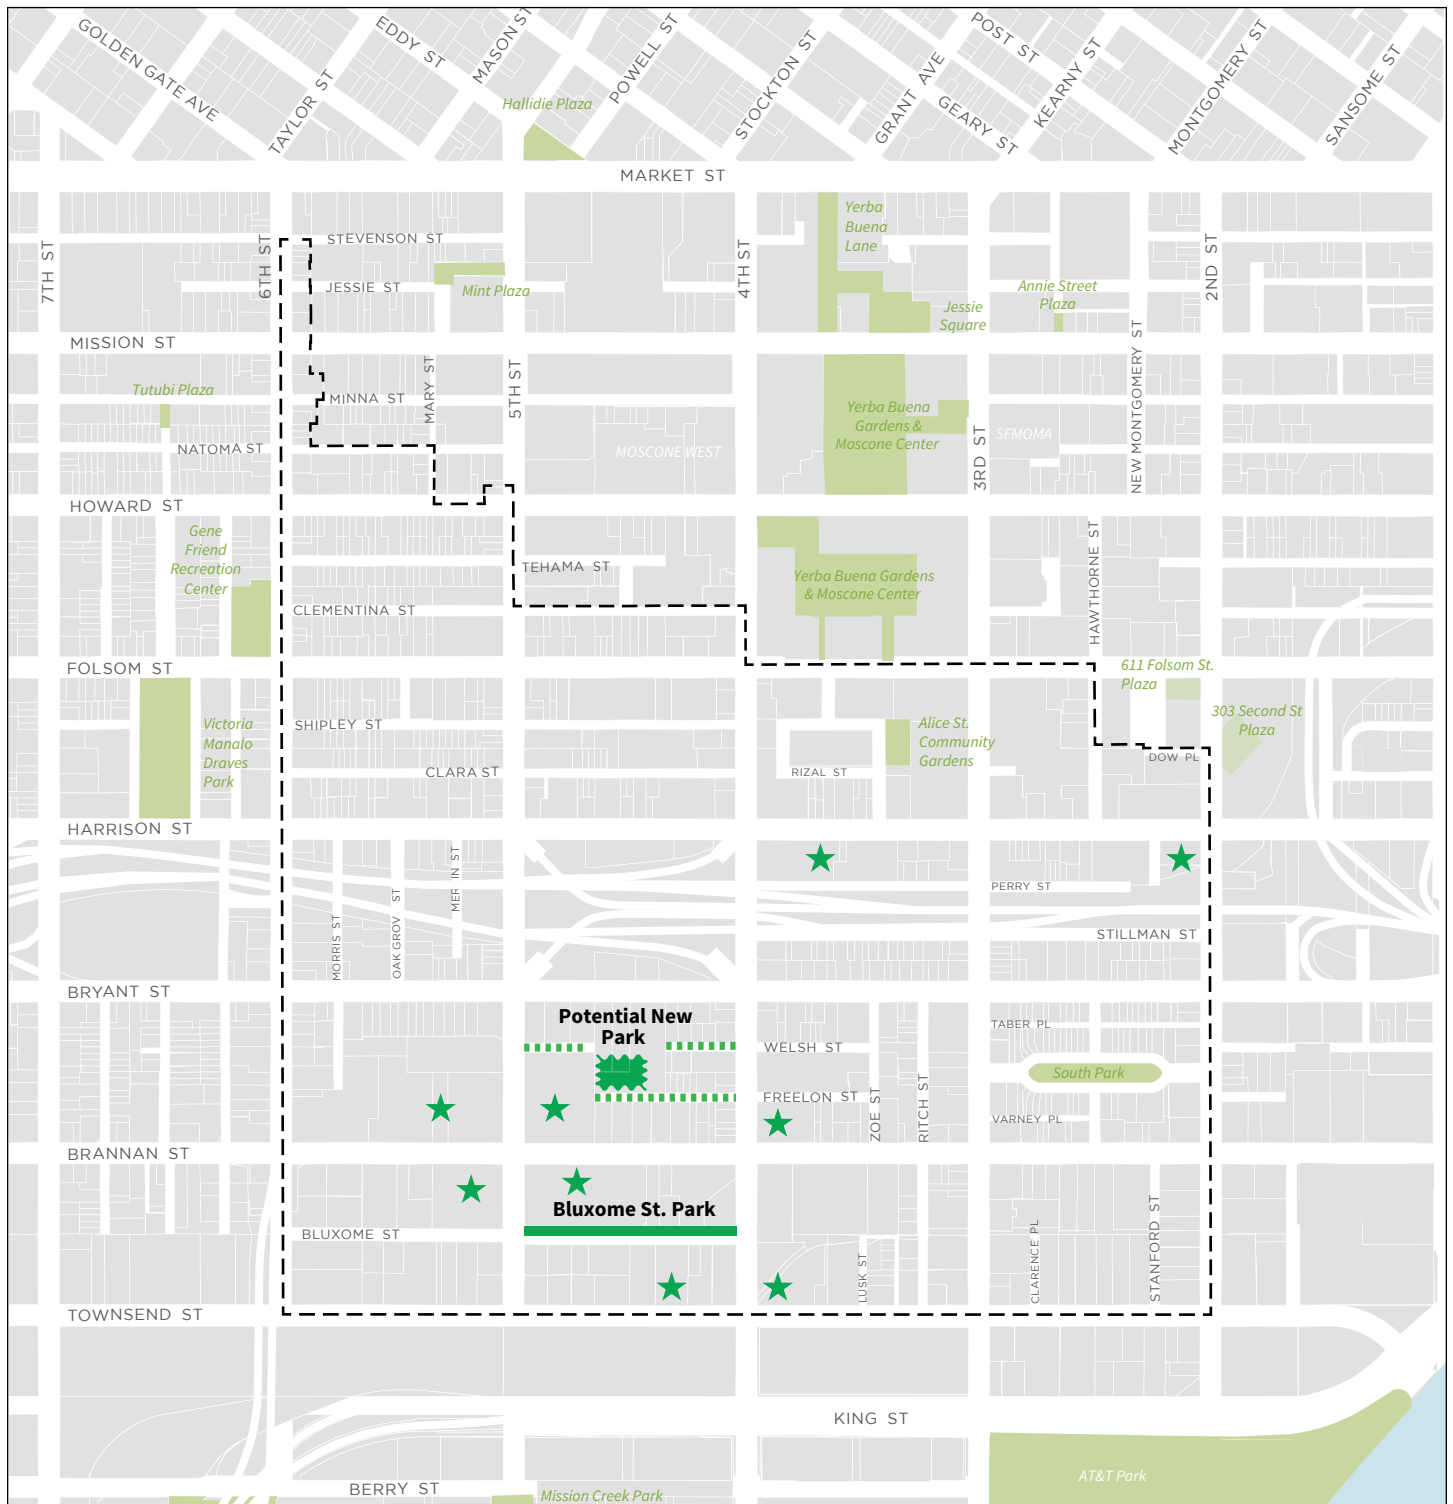 GOLDEN GATE AVE
EDDY ST
MASON ST
TAYLOR ST
POWELL ST
STOCKTON ST
GRANT AVE
POST ST
GEARY ST
KEARNY ST
MONTGOMERY ST
SANSOME ST
Hallidie Plaza
MARKET ST
7TH ST
6TH ST
STEVENSON ST
JESSIE ST
Mint Plaza
4TH ST
Yerba
Buena
Lane
Jessie
Square
Annie Street
Plaza
2ND ST
MISSION ST
Tutubi Plaza
MINNA ST
MARY ST
5TH ST
NATOMA ST
MOSCONE WEST
Yerba Buena
Gardens &
Moscone Center
3RD ST
SFMOMA
NEW MONTGOMERY ST
HOWARD ST
Gene
Friend
Recreation
Center
TEHAMA ST
CLEMENTINA ST
Yerba Buena Gardens
& Moscone Center
HAWTHORNE ST
FOLSOM ST
611 Folsom St.
Plaza
303 Second St
Plaza
Victoria
Manalo
Draves
Park
SHIPLEY ST
CLARA ST
RIZAL ST
Alice St.
Community
Gardens
DOW PL
HARRISON ST
MORRIS ST
OAK GROV ST
MER IN ST
PERRY ST
STILLMAN ST
BRYANT ST
Potential New
Park
WELSH ST
FREELON ST
ZOE ST
RITCH ST
TABER PL
South Park
VARNEY PL
BRANNAN ST
Bluxome St. Park
BLUXOME ST
LUSK ST
CLARENCE PL
STANFORD ST
TOWNSEND ST
KING ST
AT&T Park
BERRY ST
Mission Creek Park